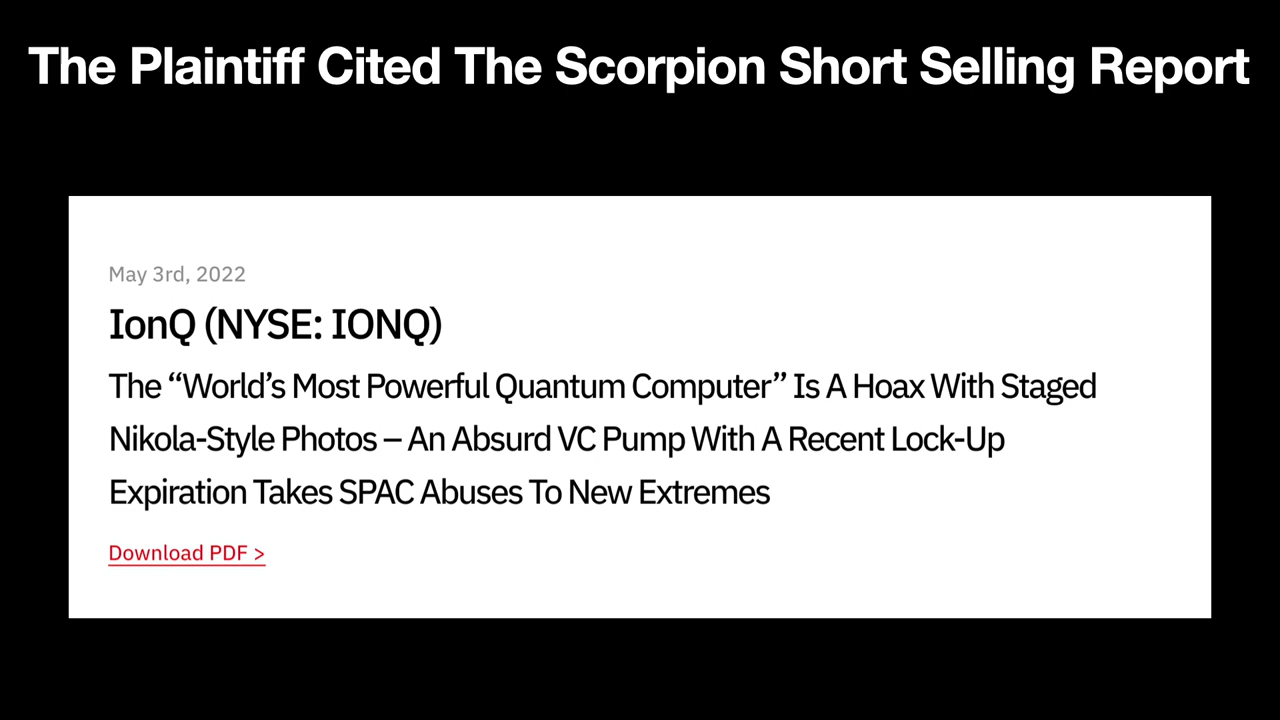 The Plaintiff Cited The Scorpion Short Selling Report
May 3rd, 2022
IonQ (NYSE: IONQ)
The “World’s Most Powerful Quantum Computer” Is A Hoax With Staged
Nikola-Style Photos – An Absurd VC Pump With A Recent Lock-Up
Expiration Takes SPAC Abuses To New Extremes
Download PDF >